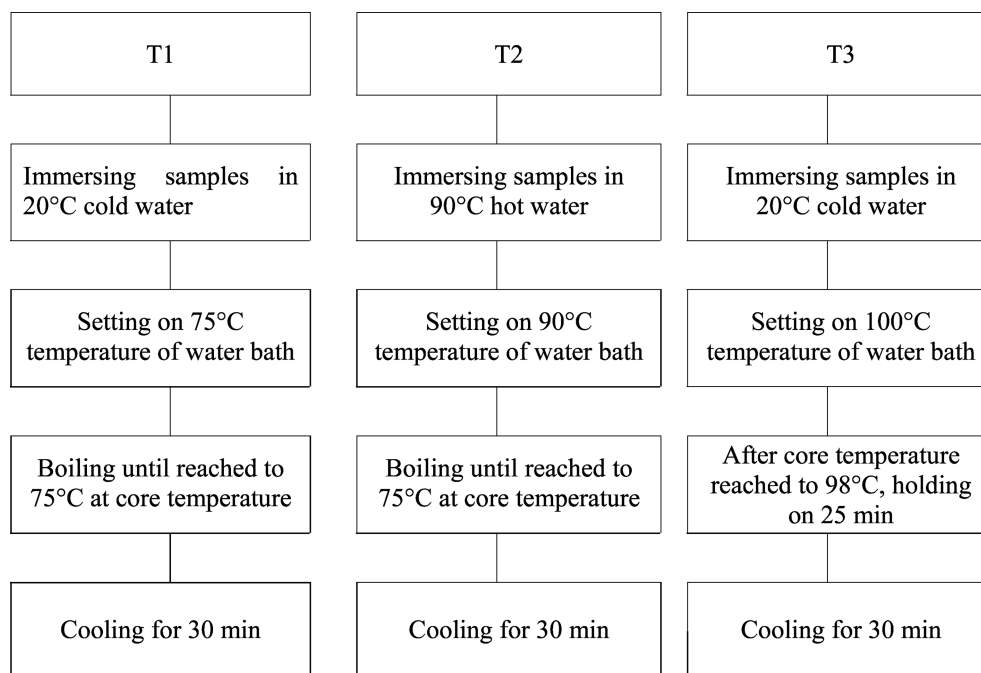 T1
Immersing samples in
20°C cold water
Setting on 75°C
temperature of water bath
Boiling until reached to
75°C at core temperature
Cooling for 30 min
T2
Immersing samples in
90°C hot water
Setting on 90°C
temperature of water bath
Boiling until reached to
75°C at core temperature
Cooling for 30 min
T3
Immersing samples in
20°C cold water
Setting on 100°C
temperature of water bath
After core temperature
reached to 98°C, holding
on 25 min
Cooling for 30 min